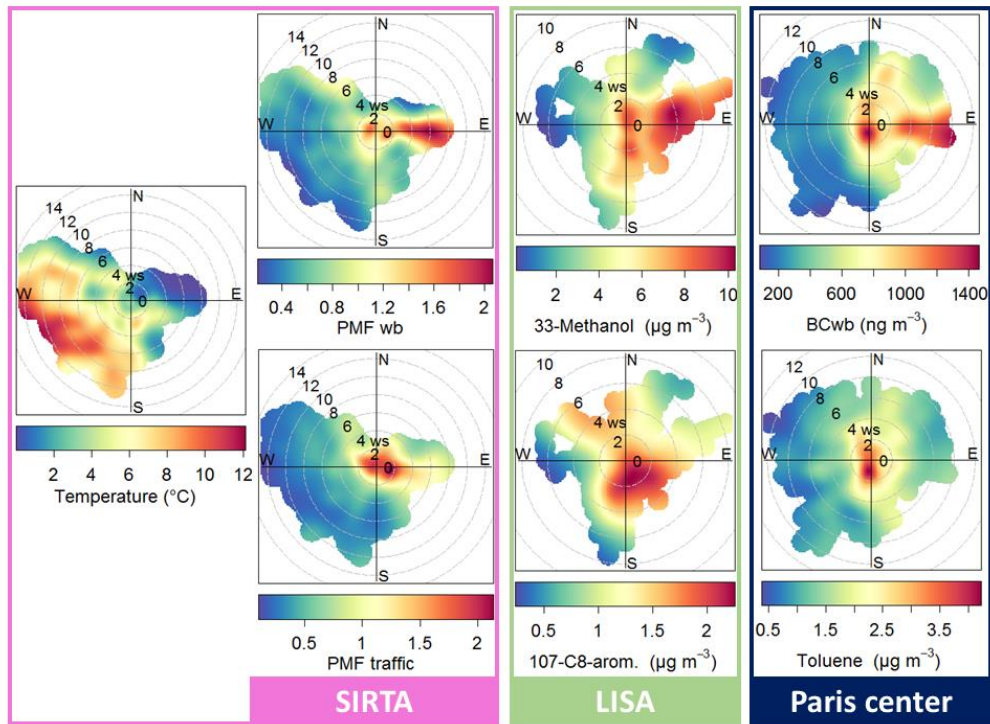 N
14
12
10
8
6
4 ws
2
W
0
E
S
2 4 6 8 10 12
Temperature (°C)
N
14
12
10
8
6
4 ws
2
W
0
E
S
0.4 0.8 1.2 1.6 2
PMF wb
N
14
12
10
8
6
4 ws
2
W
0
E
S
0.5 1 1.5 2
PMF traffic
SIRTA
N
10
8
6
4 ws
2
W
0
E
S
2 4 6 8 10
33-Methanol (µg m⁻³)
N
10
8
6
4 ws
2
W
0
E
S
0.5 1 1.5 2
107-C8-arom. (µg m⁻³)
LISA
N
12
10
8
6
4 ws
2
W
0
E
S
200 600 1000 1400
BCwb (ng m⁻³)
N
12
10
8
6
4 ws
2
W
0
E
S
0.5 1.5 2.5 3.5
Toluene (µg m⁻³)
Paris center